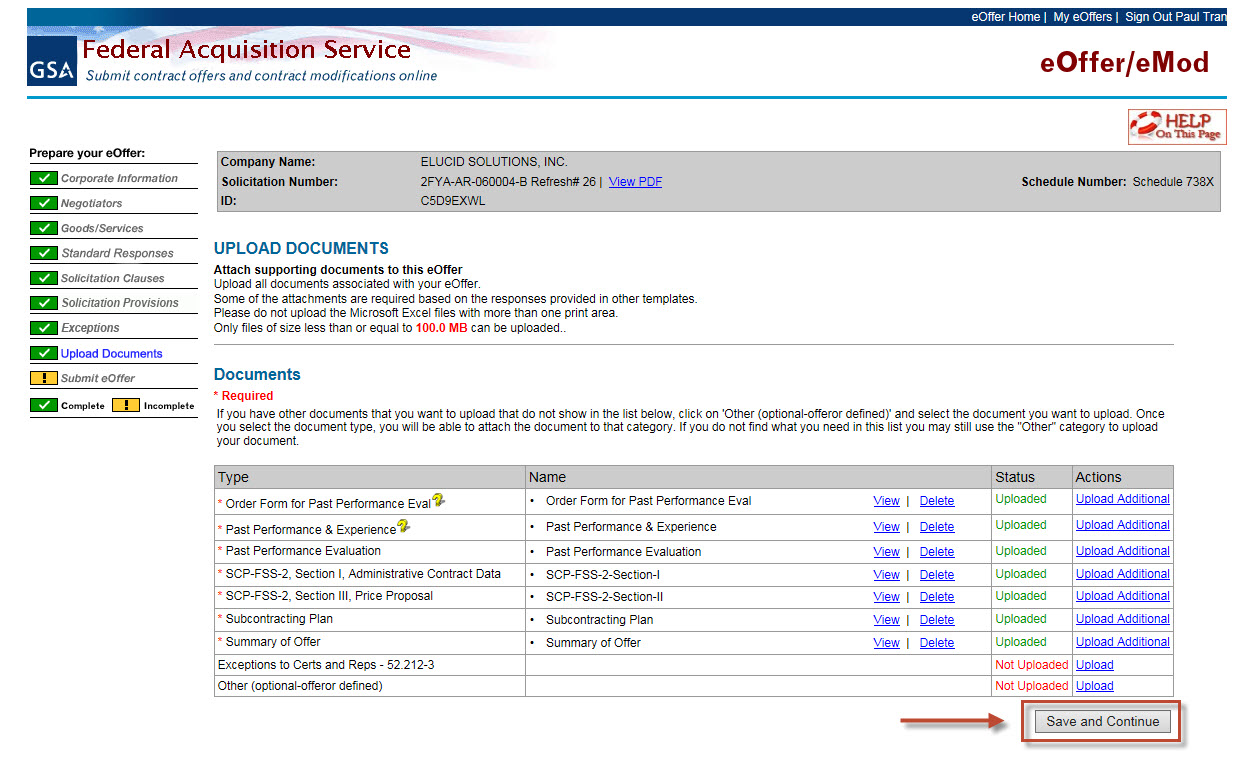 eOffer Home | My eOffers | Sign Out Paul Tran
GSA
Federal Acquisition Service
Submit contract offers and contract modifications online
eOffer/eMod
HELP
On This Page
Prepare your eOffer:
Corporate Information
Negotiators
Goods/Services
Standard Responses
Solicitation Clauses
Solicitation Provisions
Exceptions
Upload Documents
! Submit eOffer
Complete ! Incomplete
Company Name: ELUCID SOLUTIONS, INC.
Solicitation Number: 2FYA-AR-060004-B Refresh# 26 | View PDF Schedule Number: Schedule 738X
ID: C5D9EXWL
UPLOAD DOCUMENTS
Attach supporting documents to this eOffer
Upload all documents associated with your eOffer.
Some of the attachments are required based on the responses provided in other templates.
Please do not upload the Microsoft Excel files with more than one print area.
Only files of size less than or equal to 100.0 MB can be uploaded..
Documents
* Required
If you have other documents that you want to upload that do not show in the list below, click on 'Other (optional-offeror defined)' and select the document you want to upload. Once
you select the document type, you will be able to attach the document to that category. If you do not find what you need in this list you may still use the "Other" category to upload
your document.
Type Name Status Actions
* Order Form for Past Performance Eval ? • Order Form for Past Performance Eval View | Delete Uploaded Upload Additional
* Past Performance & Experience ? • Past Performance & Experience View | Delete Uploaded Upload Additional
* Past Performance Evaluation • Past Performance Evaluation View | Delete Uploaded Upload Additional
* SCP-FSS-2, Section I, Administrative Contract Data • SCP-FSS-2-Section-I View | Delete Uploaded Upload Additional
* SCP-FSS-2, Section III, Price Proposal • SCP-FSS-2-Section-II View | Delete Uploaded Upload Additional
* Subcontracting Plan • Subcontracting Plan View | Delete Uploaded Upload Additional
* Summary of Offer • Summary of Offer View | Delete Uploaded Upload Additional
Exceptions to Certs and Reps - 52.212-3 Not Uploaded Upload
Other (optional-offeror defined) Not Uploaded Upload
Save and Continue